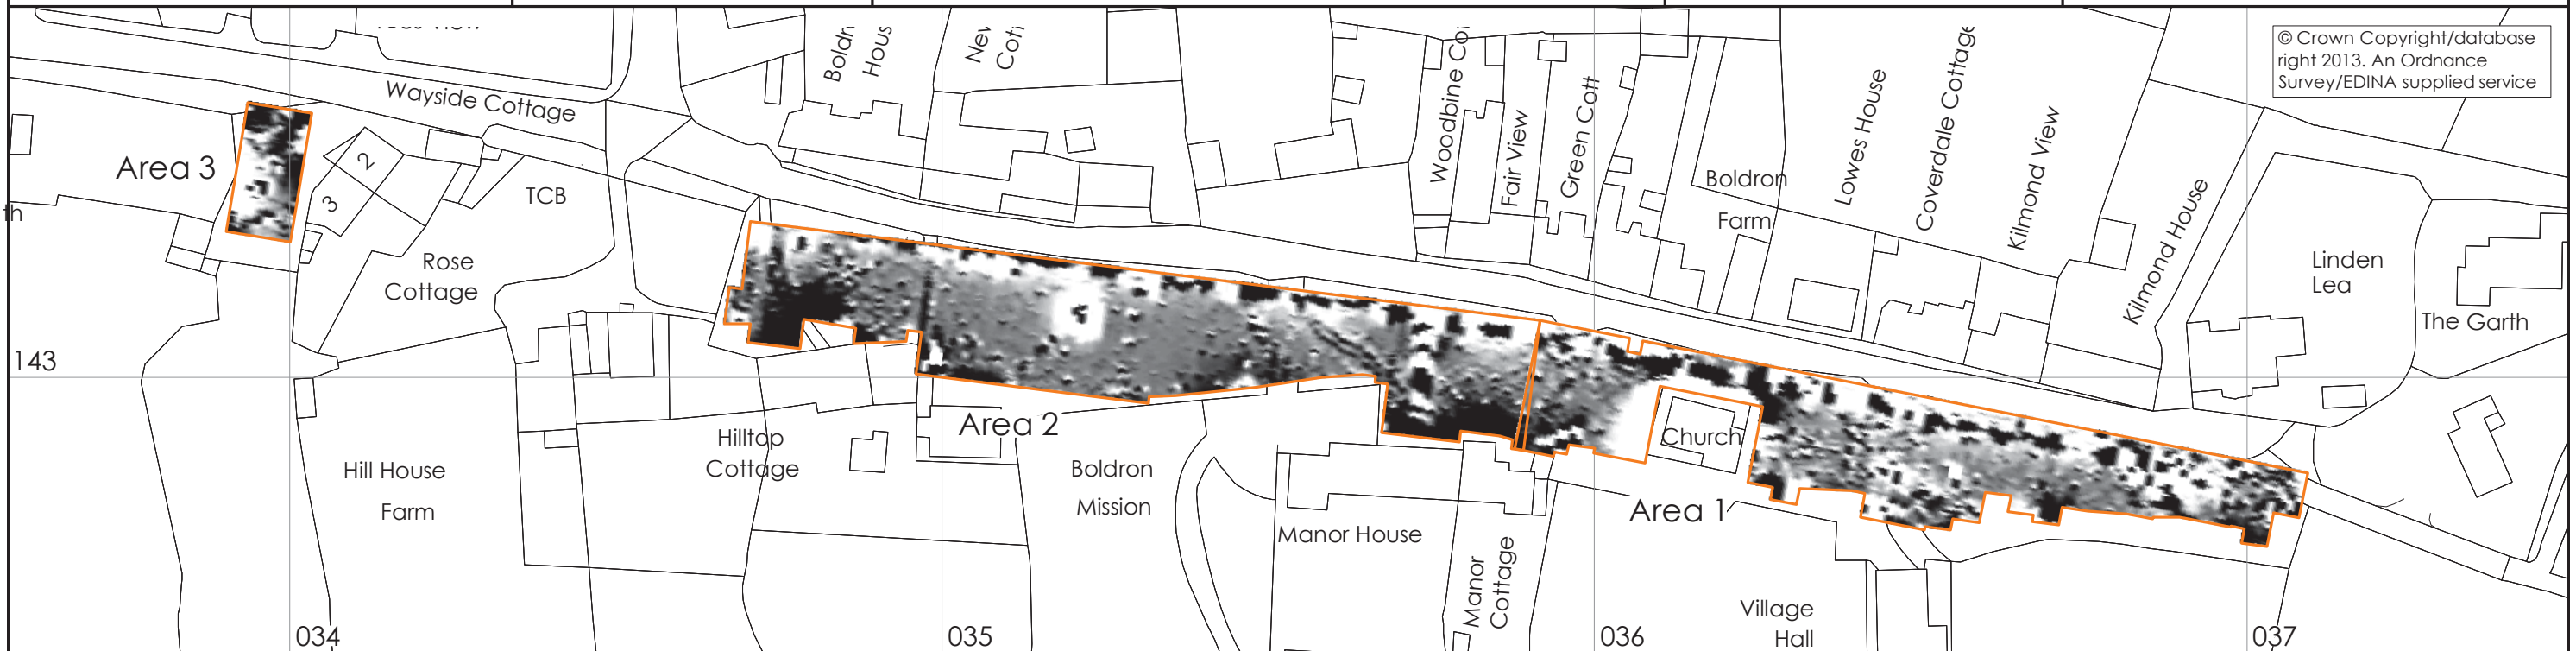 © Crown Copyright/database
right 2013. An Ordnance
Survey/EDINA supplied service
Wayside Cottage
Area 3
2
3
TCB
Rose
Cottage
Woodbine
Fair View
Green Cott
Boldron
Farm
Lowes House
Coverdale Cottage
Kilmond View
Kilmond House
Linden
Lea
The Garth
143
Area 2
Hilltop
Cottage
Hill House
Farm
Boldron
Mission
Church
Area 1
Manor House
Manor
Cottage
Village
Hall
034
035
036
037